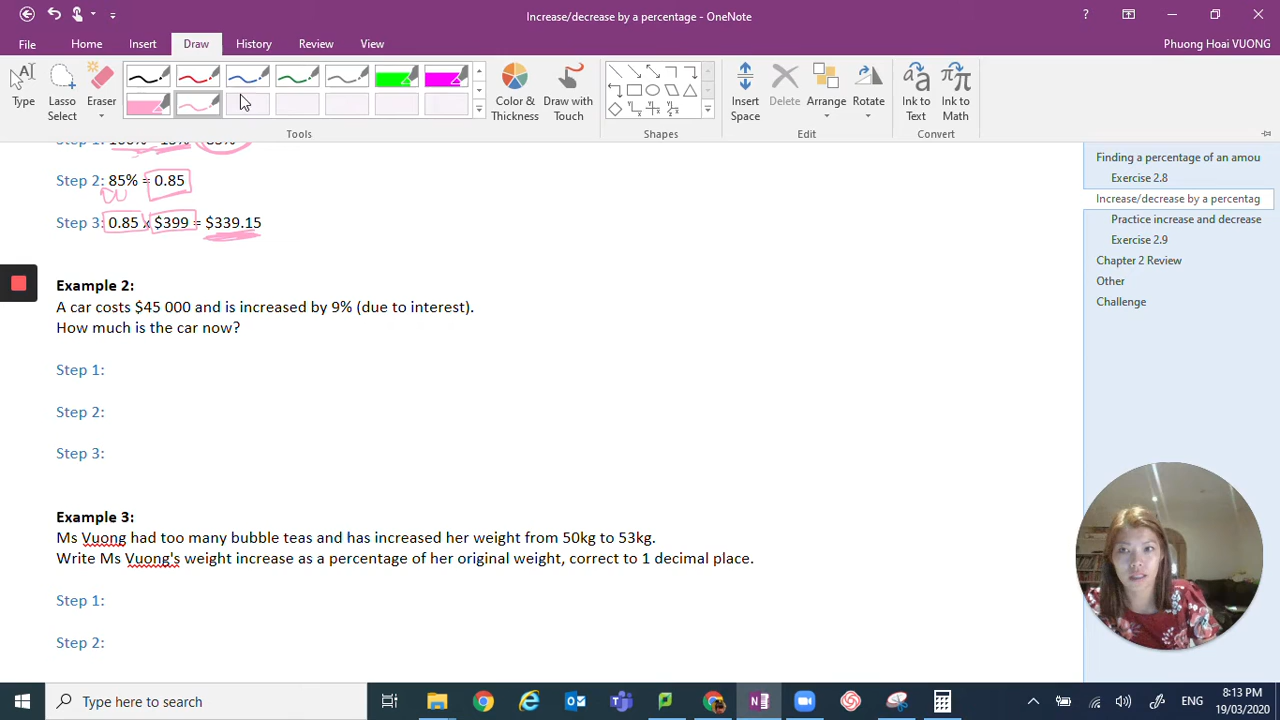 Increase/decrease by a percentage - OneNote
Phuong Hoai VUONG
File
Home
Insert
Draw
History
Review
View
Type
Lasso Select
Eraser
Color & Thickness
Draw with Touch
Insert Space
Delete
Arrange
Rotate
Ink to Text
Ink to Math
Tools
Shapes
Edit
Convert
Step 2: 85% = 0.85
Step 3: 0.85 x $399 = $339.15
Example 2:
A car costs $45 000 and is increased by 9% (due to interest).
How much is the car now?
Step 1:
Step 2:
Step 3:
Example 3:
Ms Vuong had too many bubble teas and has increased her weight from 50kg to 53kg.
Write Ms Vuong's weight increase as a percentage of her original weight, correct to 1 decimal place.
Step 1:
Step 2:
Finding a percentage of an amou
Exercise 2.8
Increase/decrease by a percentag
Practice increase and decrease
Exercise 2.9
Chapter 2 Review
Other
Challenge
Type here to search
ENG
8:13 PM
19/03/2020